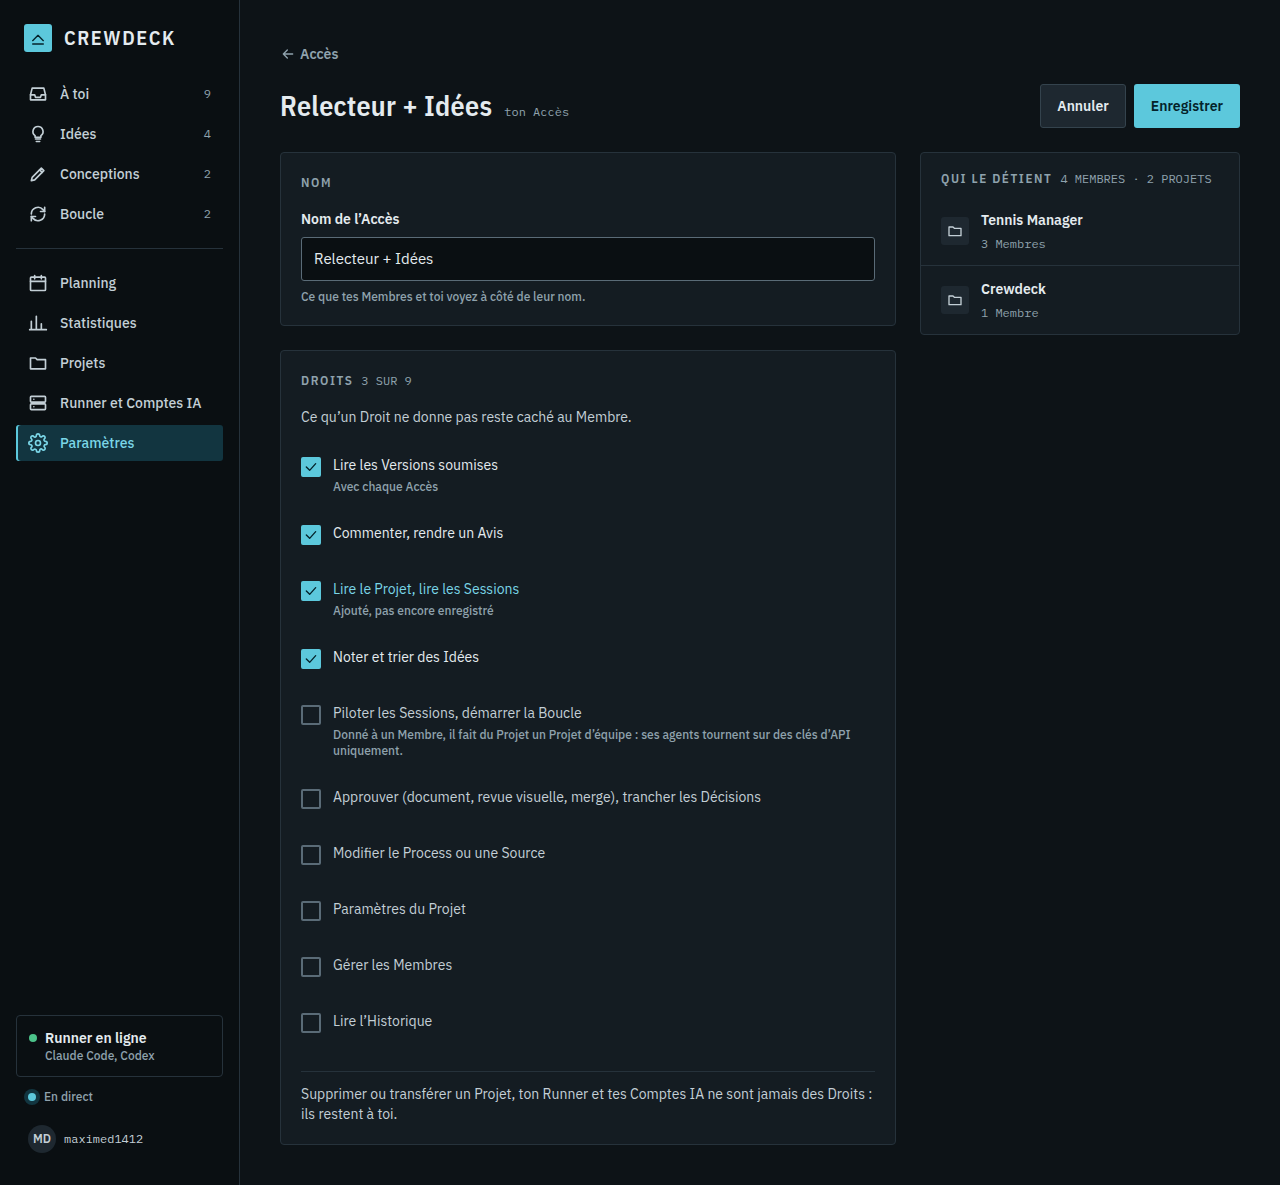 CREWDECK
À toi 9
Idées 4
Conceptions 2
Boucle 2
Planning
Statistiques
Projets
Runner et Comptes IA
Paramètres
Runner en ligne
Claude Code, Codex
En direct
MD maximed1412
← Accès
Relecteur + Idées ton Accès
Annuler
Enregistrer
NOM
Nom de l’Accès
Relecteur + Idées
Ce que tes Membres et toi voyez à côté de leur nom.
DROITS 3 SUR 9
Ce qu’un Droit ne donne pas reste caché au Membre.
Lire les Versions soumises
Avec chaque Accès
Commenter, rendre un Avis
Lire le Projet, lire les Sessions
Ajouté, pas encore enregistré
Noter et trier des Idées
Piloter les Sessions, démarrer la Boucle
Donné à un Membre, il fait du Projet un Projet d’équipe : ses agents tournent sur des clés d’API
uniquement.
Approuver (document, revue visuelle, merge), trancher les Décisions
Modifier le Process ou une Source
Paramètres du Projet
Gérer les Membres
Lire l’Historique
Supprimer ou transférer un Projet, ton Runner et tes Comptes IA ne sont jamais des Droits :
ils restent à toi.
QUI LE DÉTIENT 4 MEMBRES · 2 PROJETS
Tennis Manager
3 Membres
Crewdeck
1 Membre